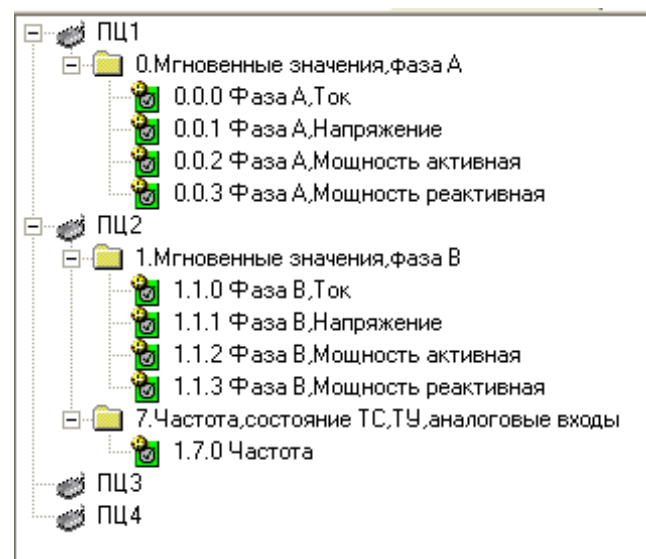 ПЦ1
0.Мгновенные значения,фаза А
0.0.0 Фаза А,Ток
0.0.1 Фаза А,Напряжение
0.0.2 Фаза А,Мощность активная
0.0.3 Фаза А,Мощность реактивная
ПЦ2
1.Мгновенные значения,фаза В
1.1.0 Фаза В,Ток
1.1.1 Фаза В,Напряжение
1.1.2 Фаза В,Мощность активная
1.1.3 Фаза В,Мощность реактивная
7.Частота,состояние ТС,ТУ,аналоговые входы
1.7.0 Частота
ПЦ3
ПЦ4